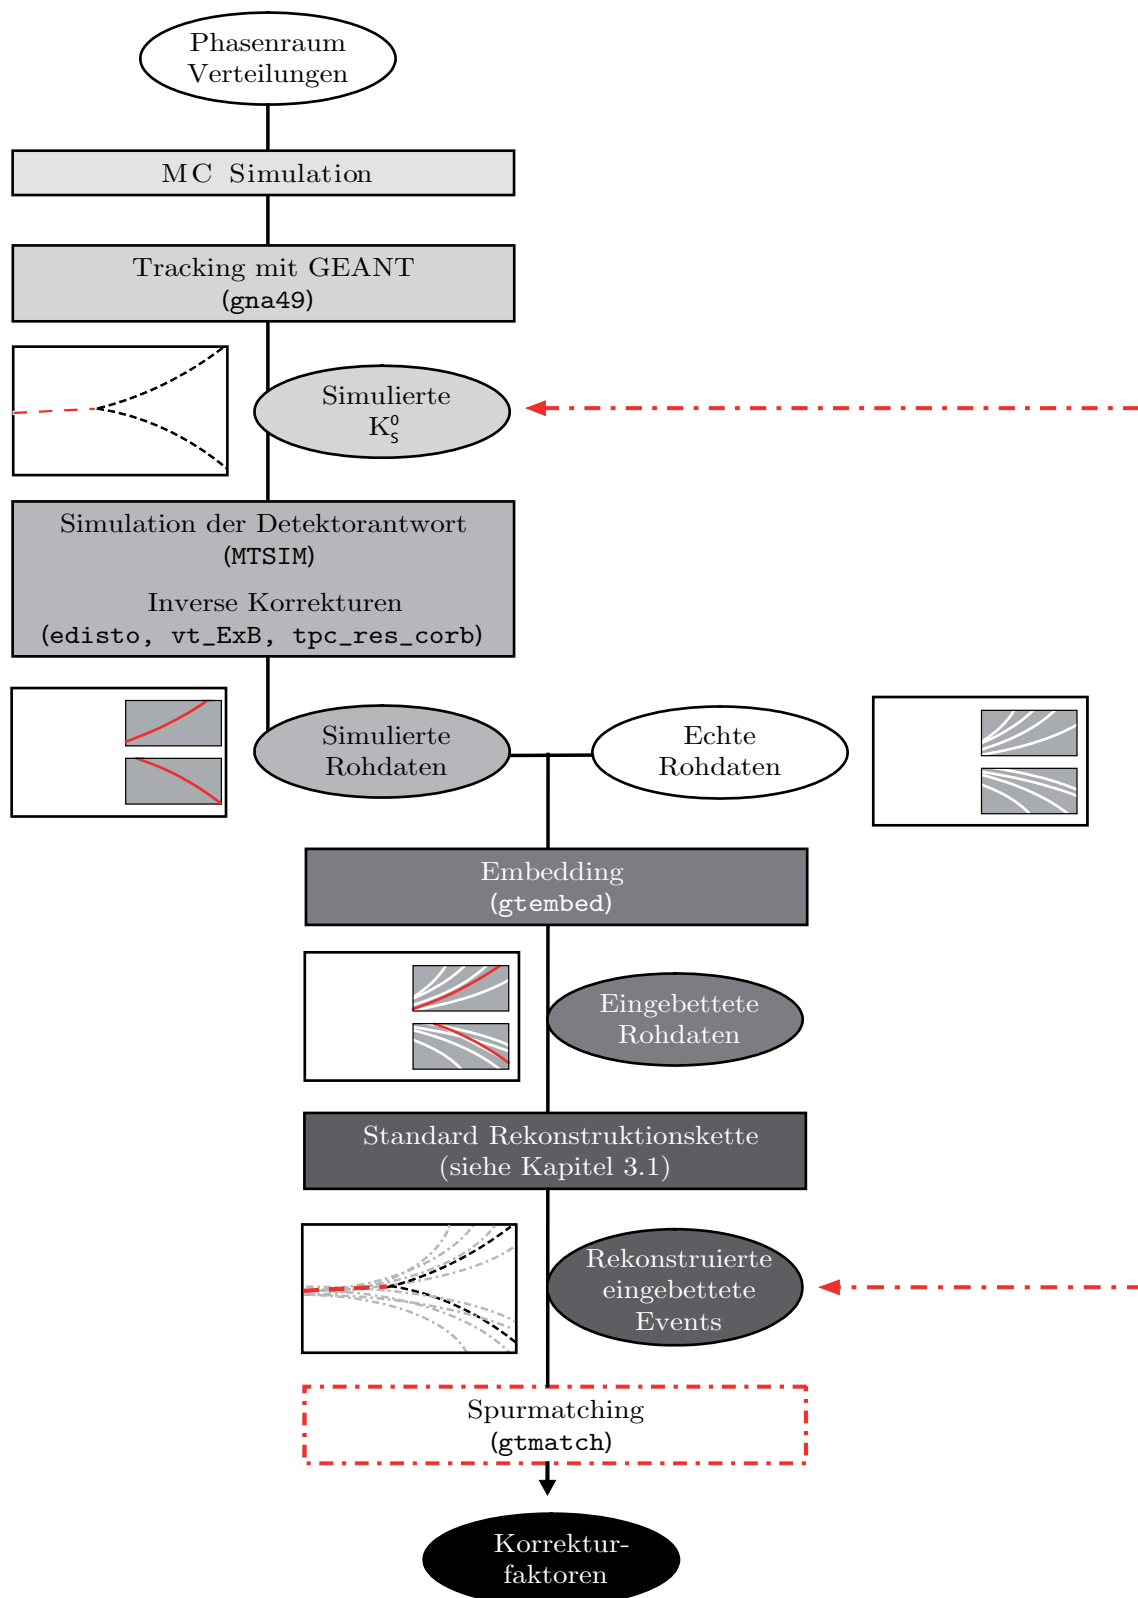 Phasenraum
Verteilungen
MC Simulation
Tracking mit GEANT
(gna49)
Simulierte
K⁰ₛ
Simulation der Detektorantwort
(MTSIM)
Inverse Korrekturen
(edisto, vt_ExB, tpc_res_corb)
Simulierte
Rohdaten
Echte
Rohdaten
Embedding
(gtembed)
Eingebettete
Rohdaten
Standard Rekonstruktionskette
(siehe Kapitel 3.1)
Rekonstruierte
eingebettete
Events
Spurmatching
(gtmatch)
Korrektur-
faktoren